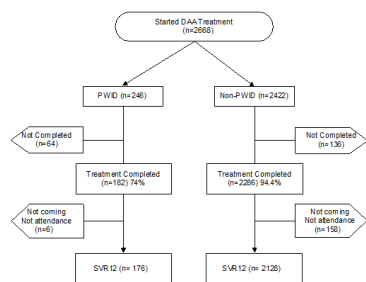 Started DAA Treatment
(n=2668)
PWID (n=246)
Non-PWID (n=2422)
Not Completed
(n=64)
Not Completed
(n=136)
Treatment Completed
(n=182) 74%
Treatment Completed
(n=2286) 94.4%
Not coming
Not attendance
(n=6)
Not coming
Not attendance
(n=158)
SVR12 (n= 176)
SVR12 (n= 2128)